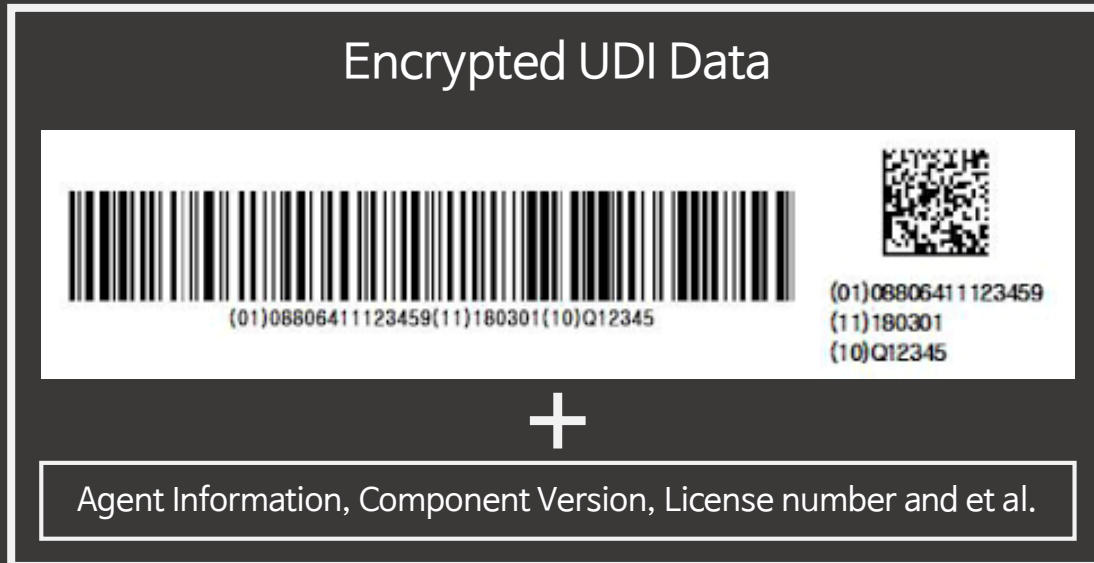 Encrypted UDI Data
(01)08806411123459(11)180301(10)Q12345
(01)08806411123459
(11)180301
(10)Q12345
+
Agent Information, Component Version, License number and et al.